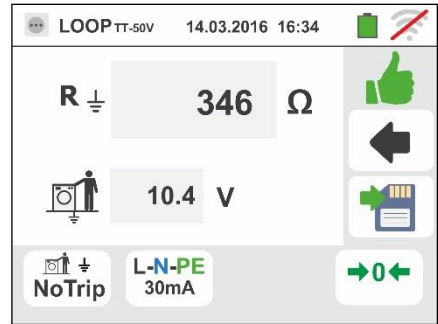 LOOP TT-50V 14.03.2016 16:34
R 346 Ω
10.4 V
NoTrip
L-N-PE
30mA
→0←